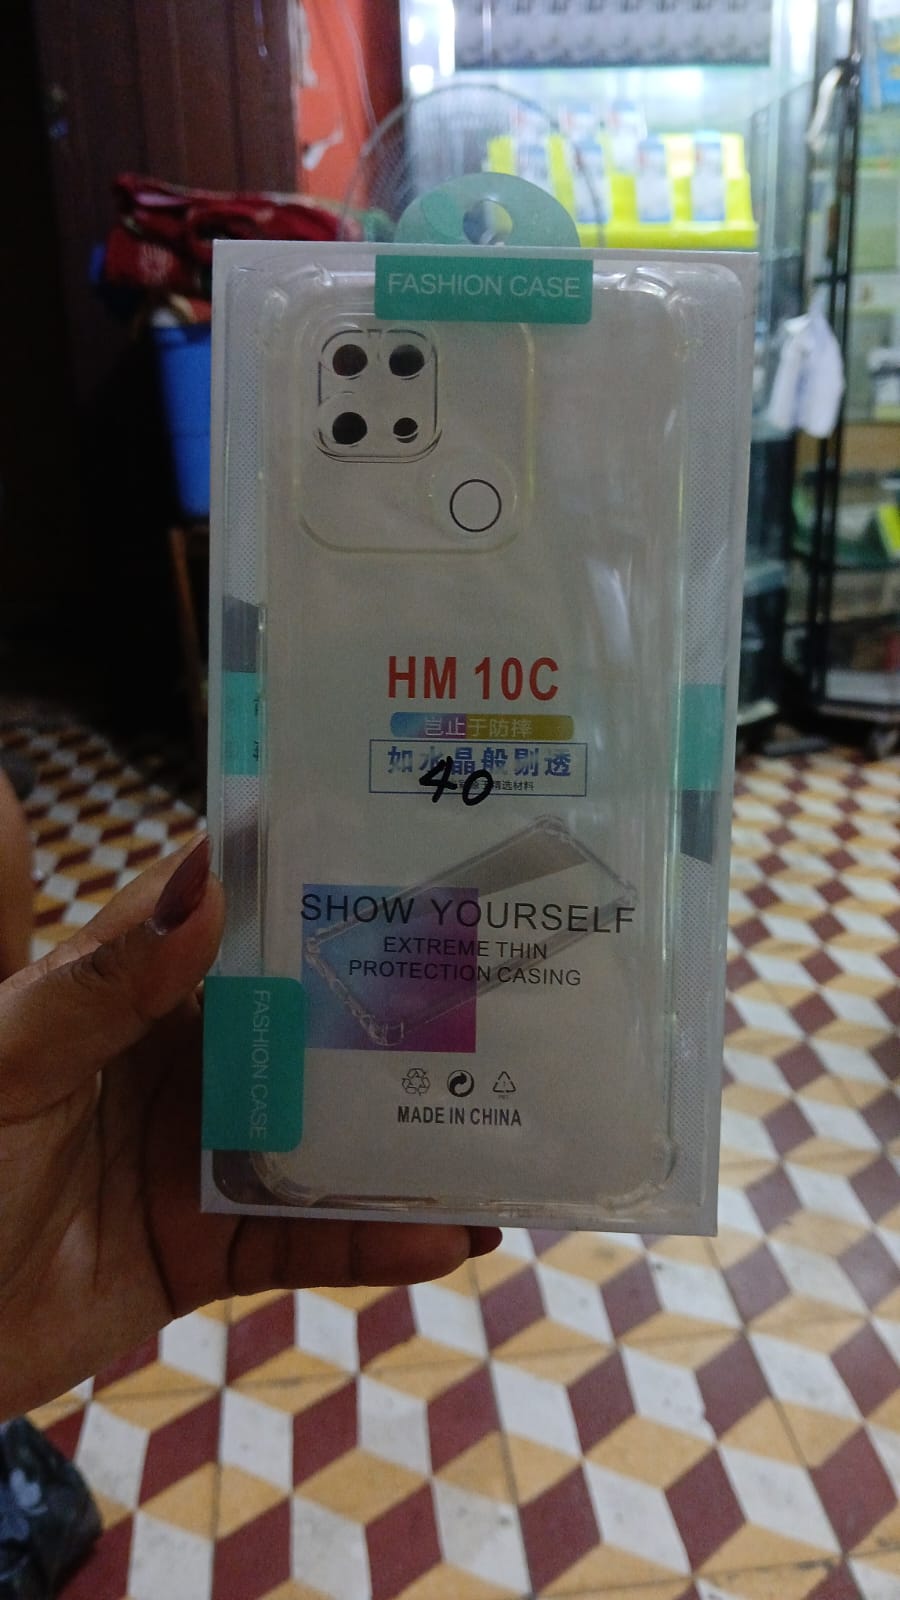 FASHION CASE
HM 10C
岂止于防摔
如水晶般剔透
40
SHOW YOURSELF
EXTREME THIN
PROTECTION CASING
FASHION CASE
MADE IN CHINA